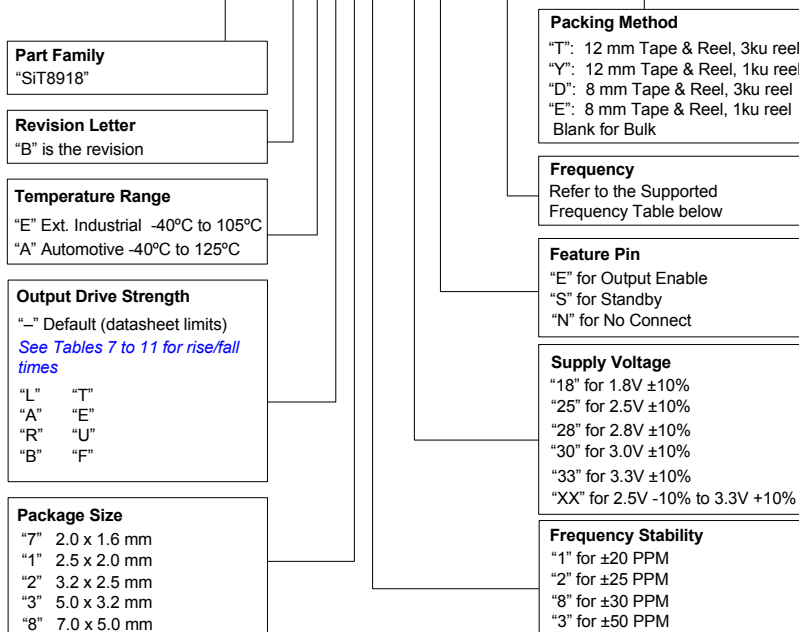 Part Family
“SiT8918”
Revision Letter
“B” is the revision
Temperature Range
“E” Ext. Industrial -40ºC to 105ºC
“A” Automotive -40ºC to 125ºC
Output Drive Strength
“–” Default (datasheet limits)
See Tables 7 to 11 for rise/fall
times
“L” “T”
“A” “E”
“R” “U”
“B” “F”
Package Size
“7” 2.0 x 1.6 mm
“1” 2.5 x 2.0 mm
“2” 3.2 x 2.5 mm
“3” 5.0 x 3.2 mm
“8” 7.0 x 5.0 mm
Packing Method
“T”: 12 mm Tape & Reel, 3ku reel
“Y”: 12 mm Tape & Reel, 1ku reel
“D”: 8 mm Tape & Reel, 3ku reel
“E”: 8 mm Tape & Reel, 1ku reel
Blank for Bulk
Frequency
Refer to the Supported
Frequency Table below
Feature Pin
“E” for Output Enable
“S” for Standby
“N” for No Connect
Supply Voltage
“18” for 1.8V ±10%
“25” for 2.5V ±10%
“28” for 2.8V ±10%
“30” for 3.0V ±10%
“33” for 3.3V ±10%
“XX” for 2.5V -10% to 3.3V +10%
Frequency Stability
“1” for ±20 PPM
“2” for ±25 PPM
“8” for ±30 PPM
“3” for ±50 PPM